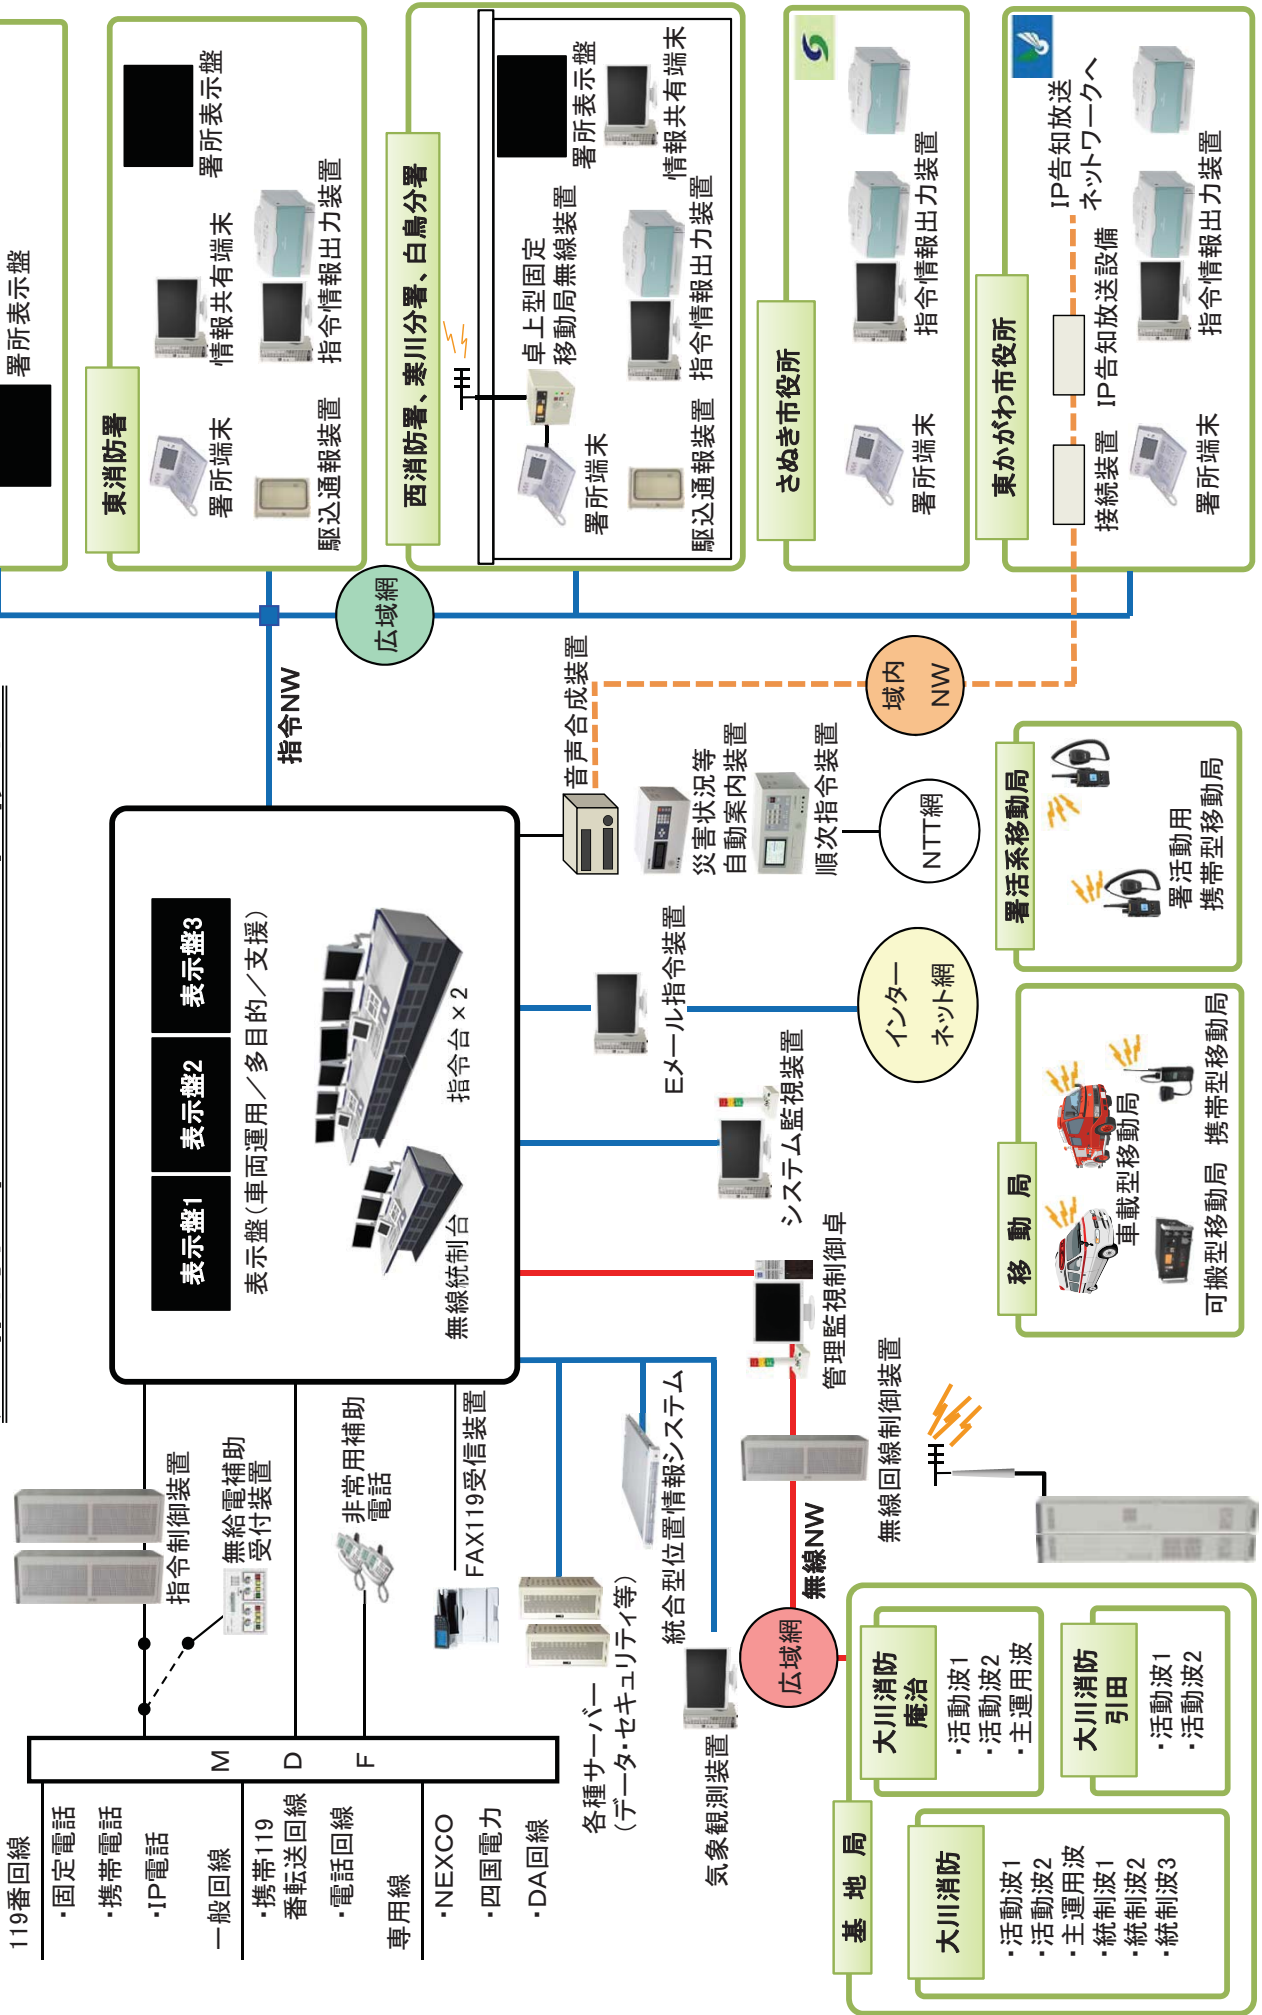 119番回線
・固定電話
・携帯電話
・IP電話
一般回線
・携帯119
番転送回線
・電話回線
専用線
・NEXCO
・四国電力
・DA回線
M
D
F
指令制御装置
無給電補助
受付装置
非常用補助
電話
FAX119受信装置
各種サーバー
(データ・セキュリティ等)
統合型位置情報システム
気象観測装置
表示盤1
表示盤2
表示盤3
表示盤(車両運用/多目的/支援)
無線統制台
指令台×2
指令NW
広域網
署所表示盤
東消防署
署所端末
情報共有端末
署所表示盤
駆込通報装置
指令情報出力装置
西消防署、寒川分署、白鳥分署
卓上型固定
移動局無線装置
署所表示盤
署所端末
情報共有端末
駆込通報装置
指令情報出力装置
さぬき市役所
署所端末
指令情報出力装置
東かがわ市役所
接続装置
IP告知放送設備
IP告知放送
ネットワークへ
署所端末
指令情報出力装置
音声合成装置
災害状況等
自動案内装置
順次指令装置
域内
NW
NTT網
Eメール指令装置
インター
ネット網
システム監視装置
管理監視制御卓
無線回線制御装置
無線NW
広域網
基地局
大川消防
・活動波1
・活動波2
・主運用波
・統制波1
・統制波2
・統制波3
大川消防
庵治
・活動波1
・活動波2
・主運用波
大川消防
引田
・活動波1
・活動波2
移動局
車載型移動局
可搬型移動局
携帯型移動局
署活系移動局
署活動用
携帯型移動局